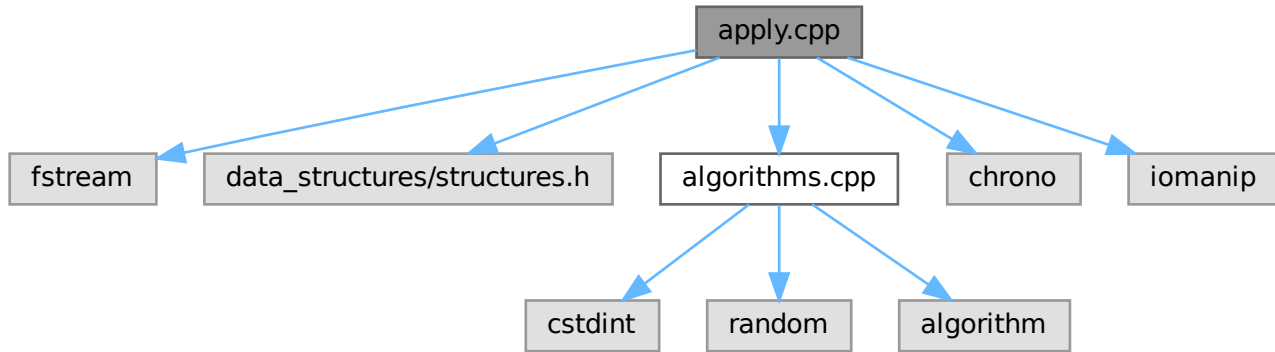 apply.cpp
fstream
data_structures/structures.h
algorithms.cpp
chrono
iomanip
cstdint
random
algorithm